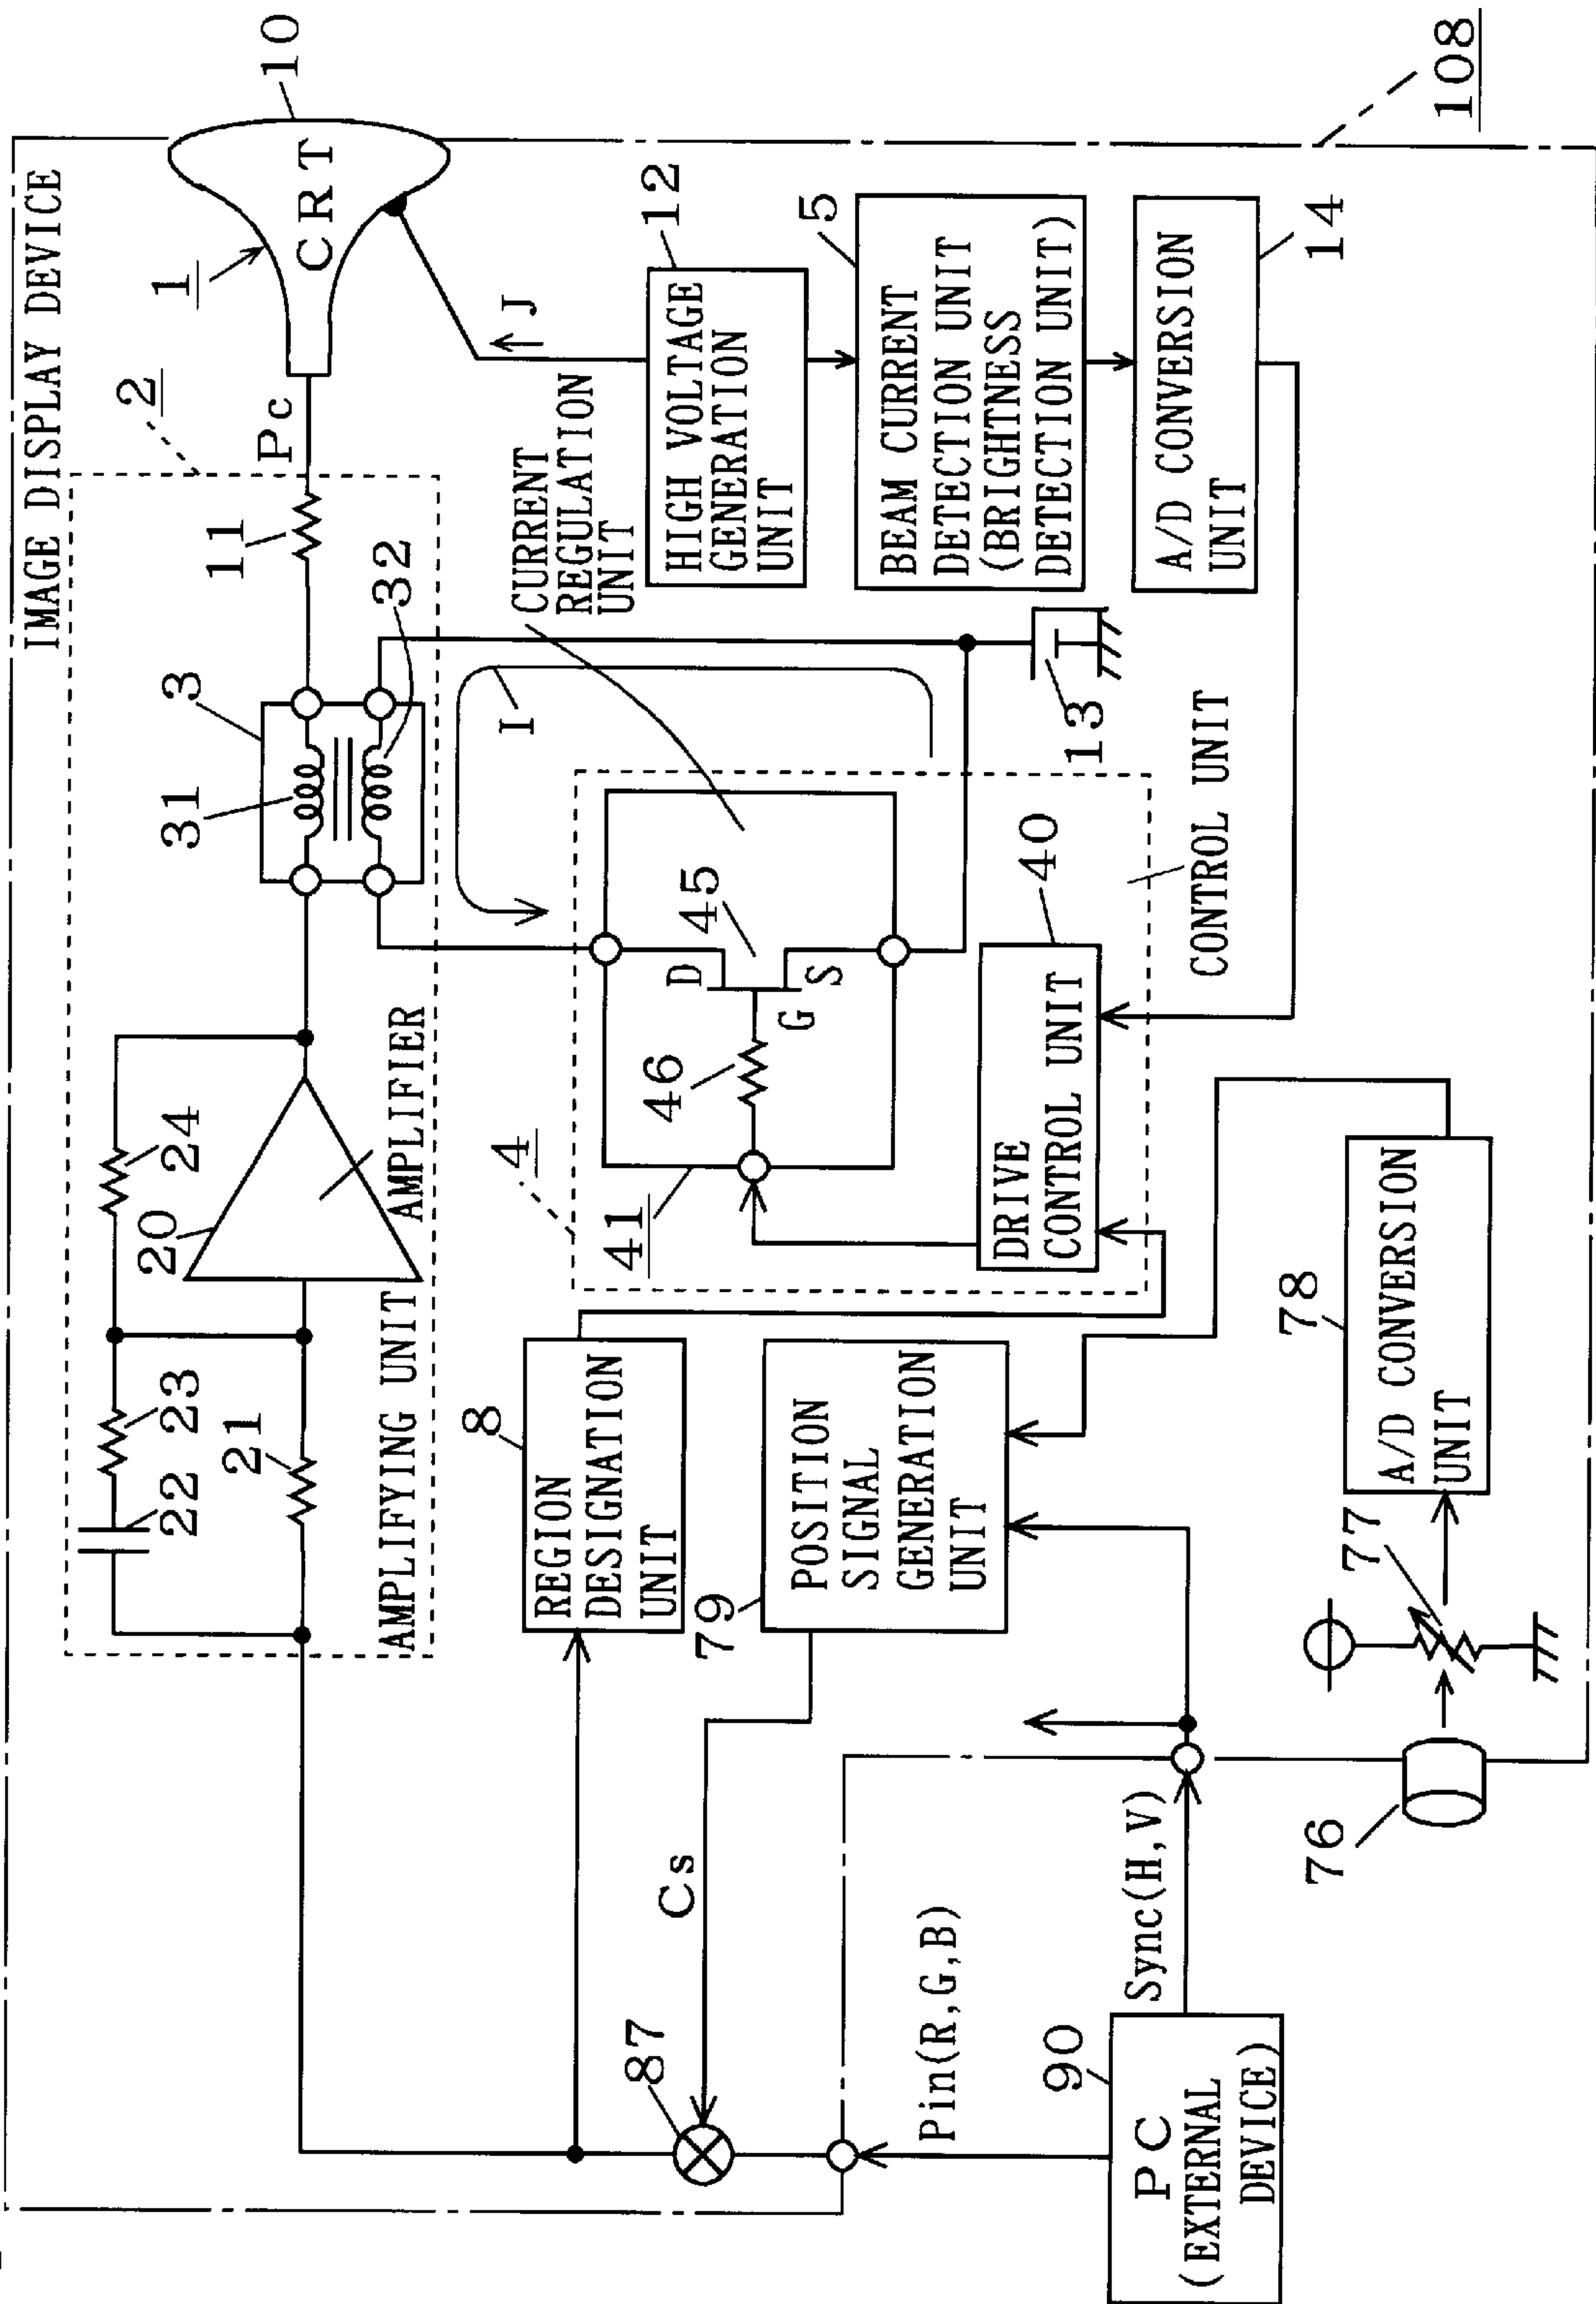 IMAGE DISPLAY DEVICE
108
10
CRT
1
Pc
2
11
3
31
32
20
24
AMPLIFIER
23
22
21
AMPLIFYING UNIT
J
12
HIGH VOLTAGE
GENERATION
UNIT
5
BEAM CURRENT
DETECTION UNIT
(BRIGHTNESS
DETECTION UNIT)
A/D CONVERSION
UNIT
14
CURRENT
REGULATION
UNIT
I
13
4
41
D
G
S
45
46
DRIVE
CONTROL UNIT
40
CONTROL UNIT
8
REGION
DESIGNATION
UNIT
79
POSITION
SIGNAL
GENERATION
UNIT
78
A/D CONVERSION
UNIT
77
76
Cs
87
Pin(R,G,B)
Sync(H,V)
90
PC
(EXTERNAL
DEVICE)